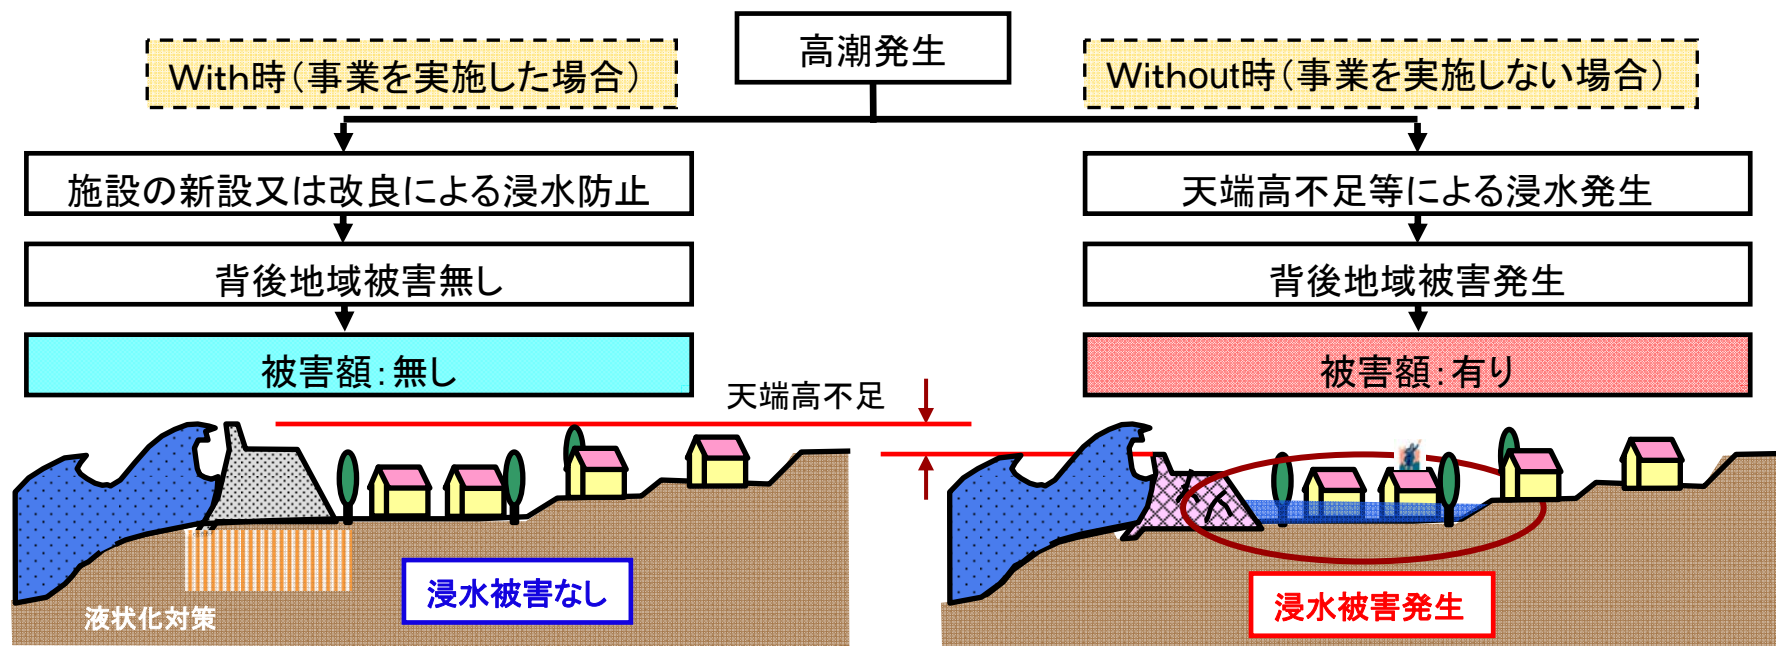 高潮発生
With時（事業を実施した場合）
Without時（事業を実施しない場合）
施設の新設又は改良による浸水防止
天端高不足等による浸水発生
背後地域被害無し
背後地域被害発生
被害額：無し
被害額：有り
天端高不足
浸水被害なし
浸水被害発生
液状化対策